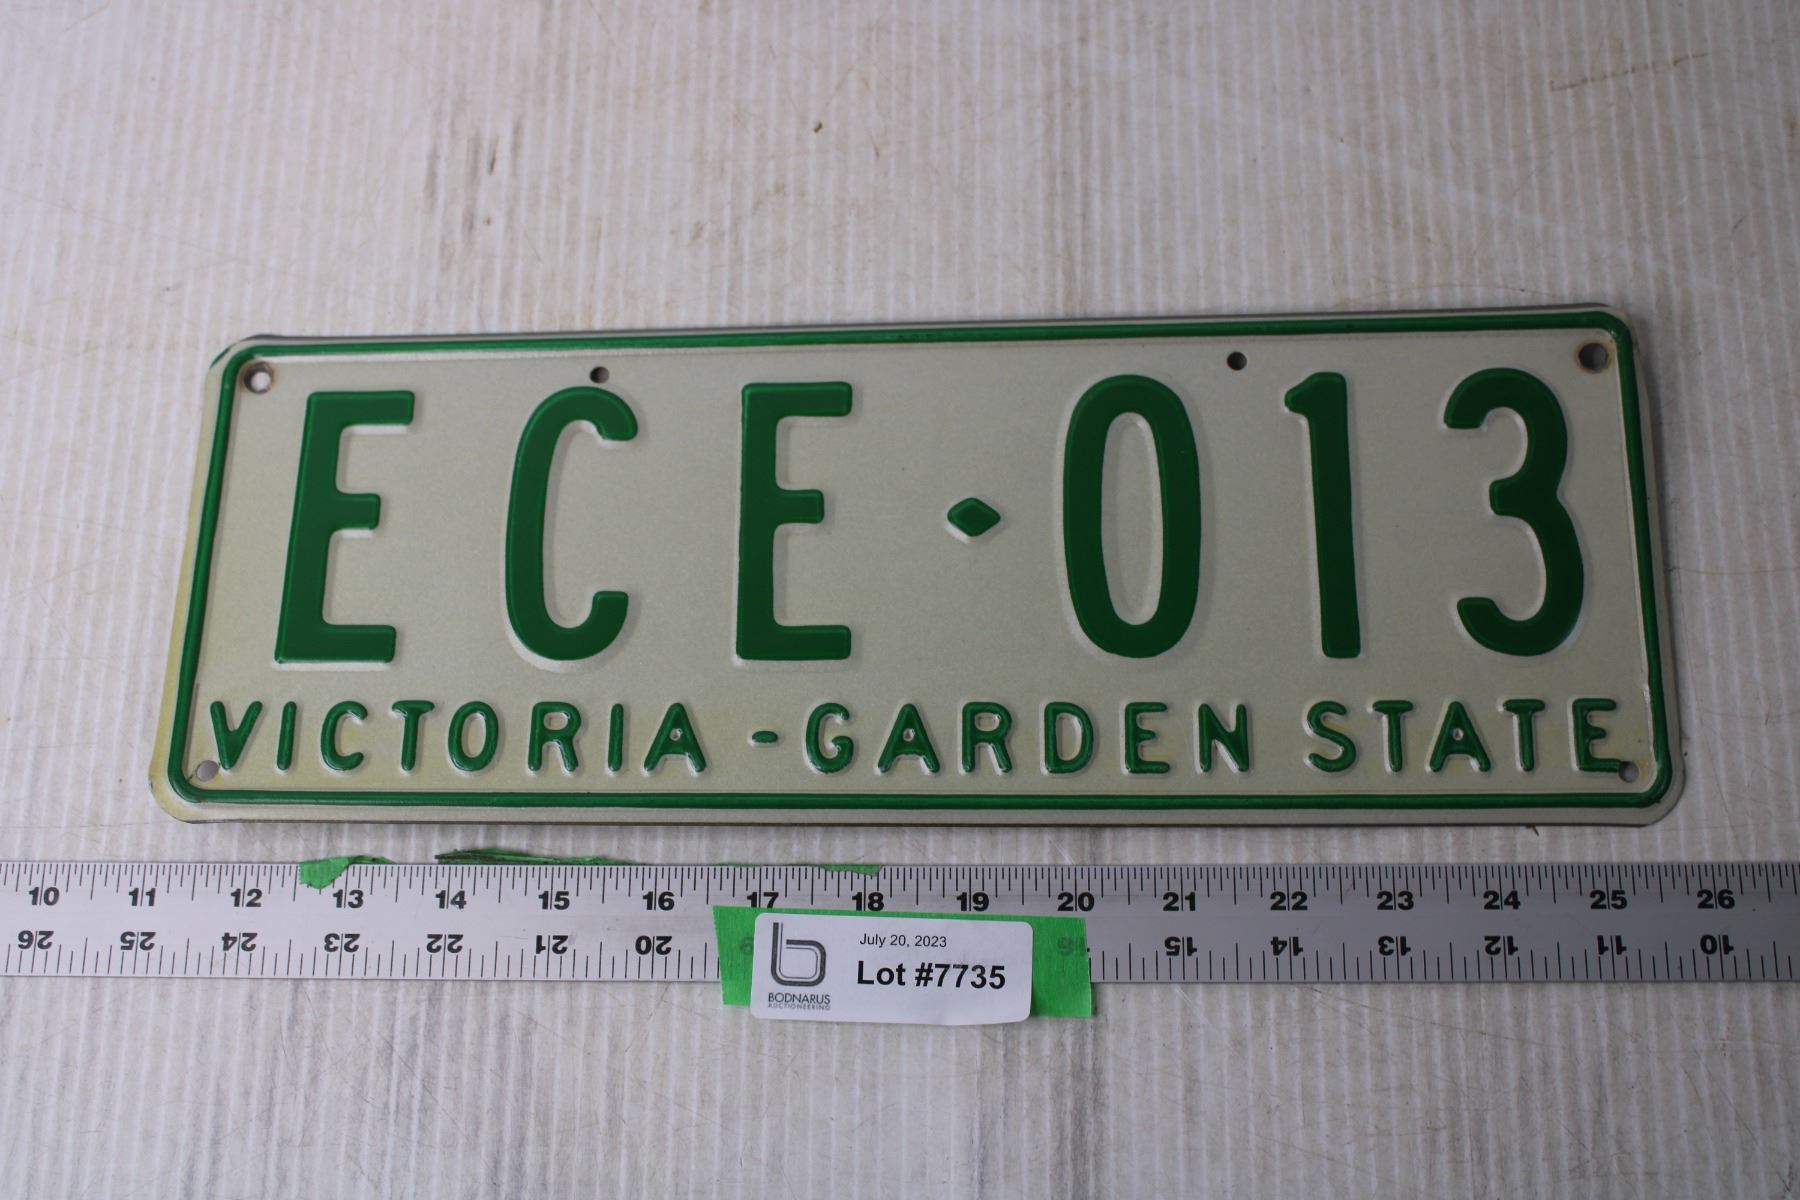 ECE·013
VICTORIA - GARDEN STATE
10 11 12 13 14 15 16 17 18 19 20 21 22 23 24 25 26
26 25 24 23 22 21 20 15 14 13 12 11 10
July 20, 2023
Lot #7735
BODNARUS
AUCTIONEERING